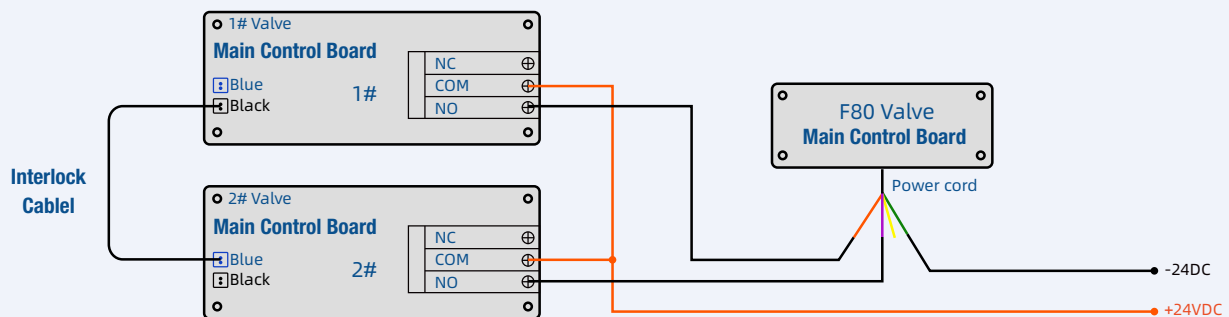 1# Valve
Main Control Board
Blue
Black
1#
NC
COM
NO
F80 Valve
Main Control Board
Power cord
Interlock
Cablel
2# Valve
Main Control Board
Blue
Black
2#
NC
COM
NO
-24DC
+24VDC